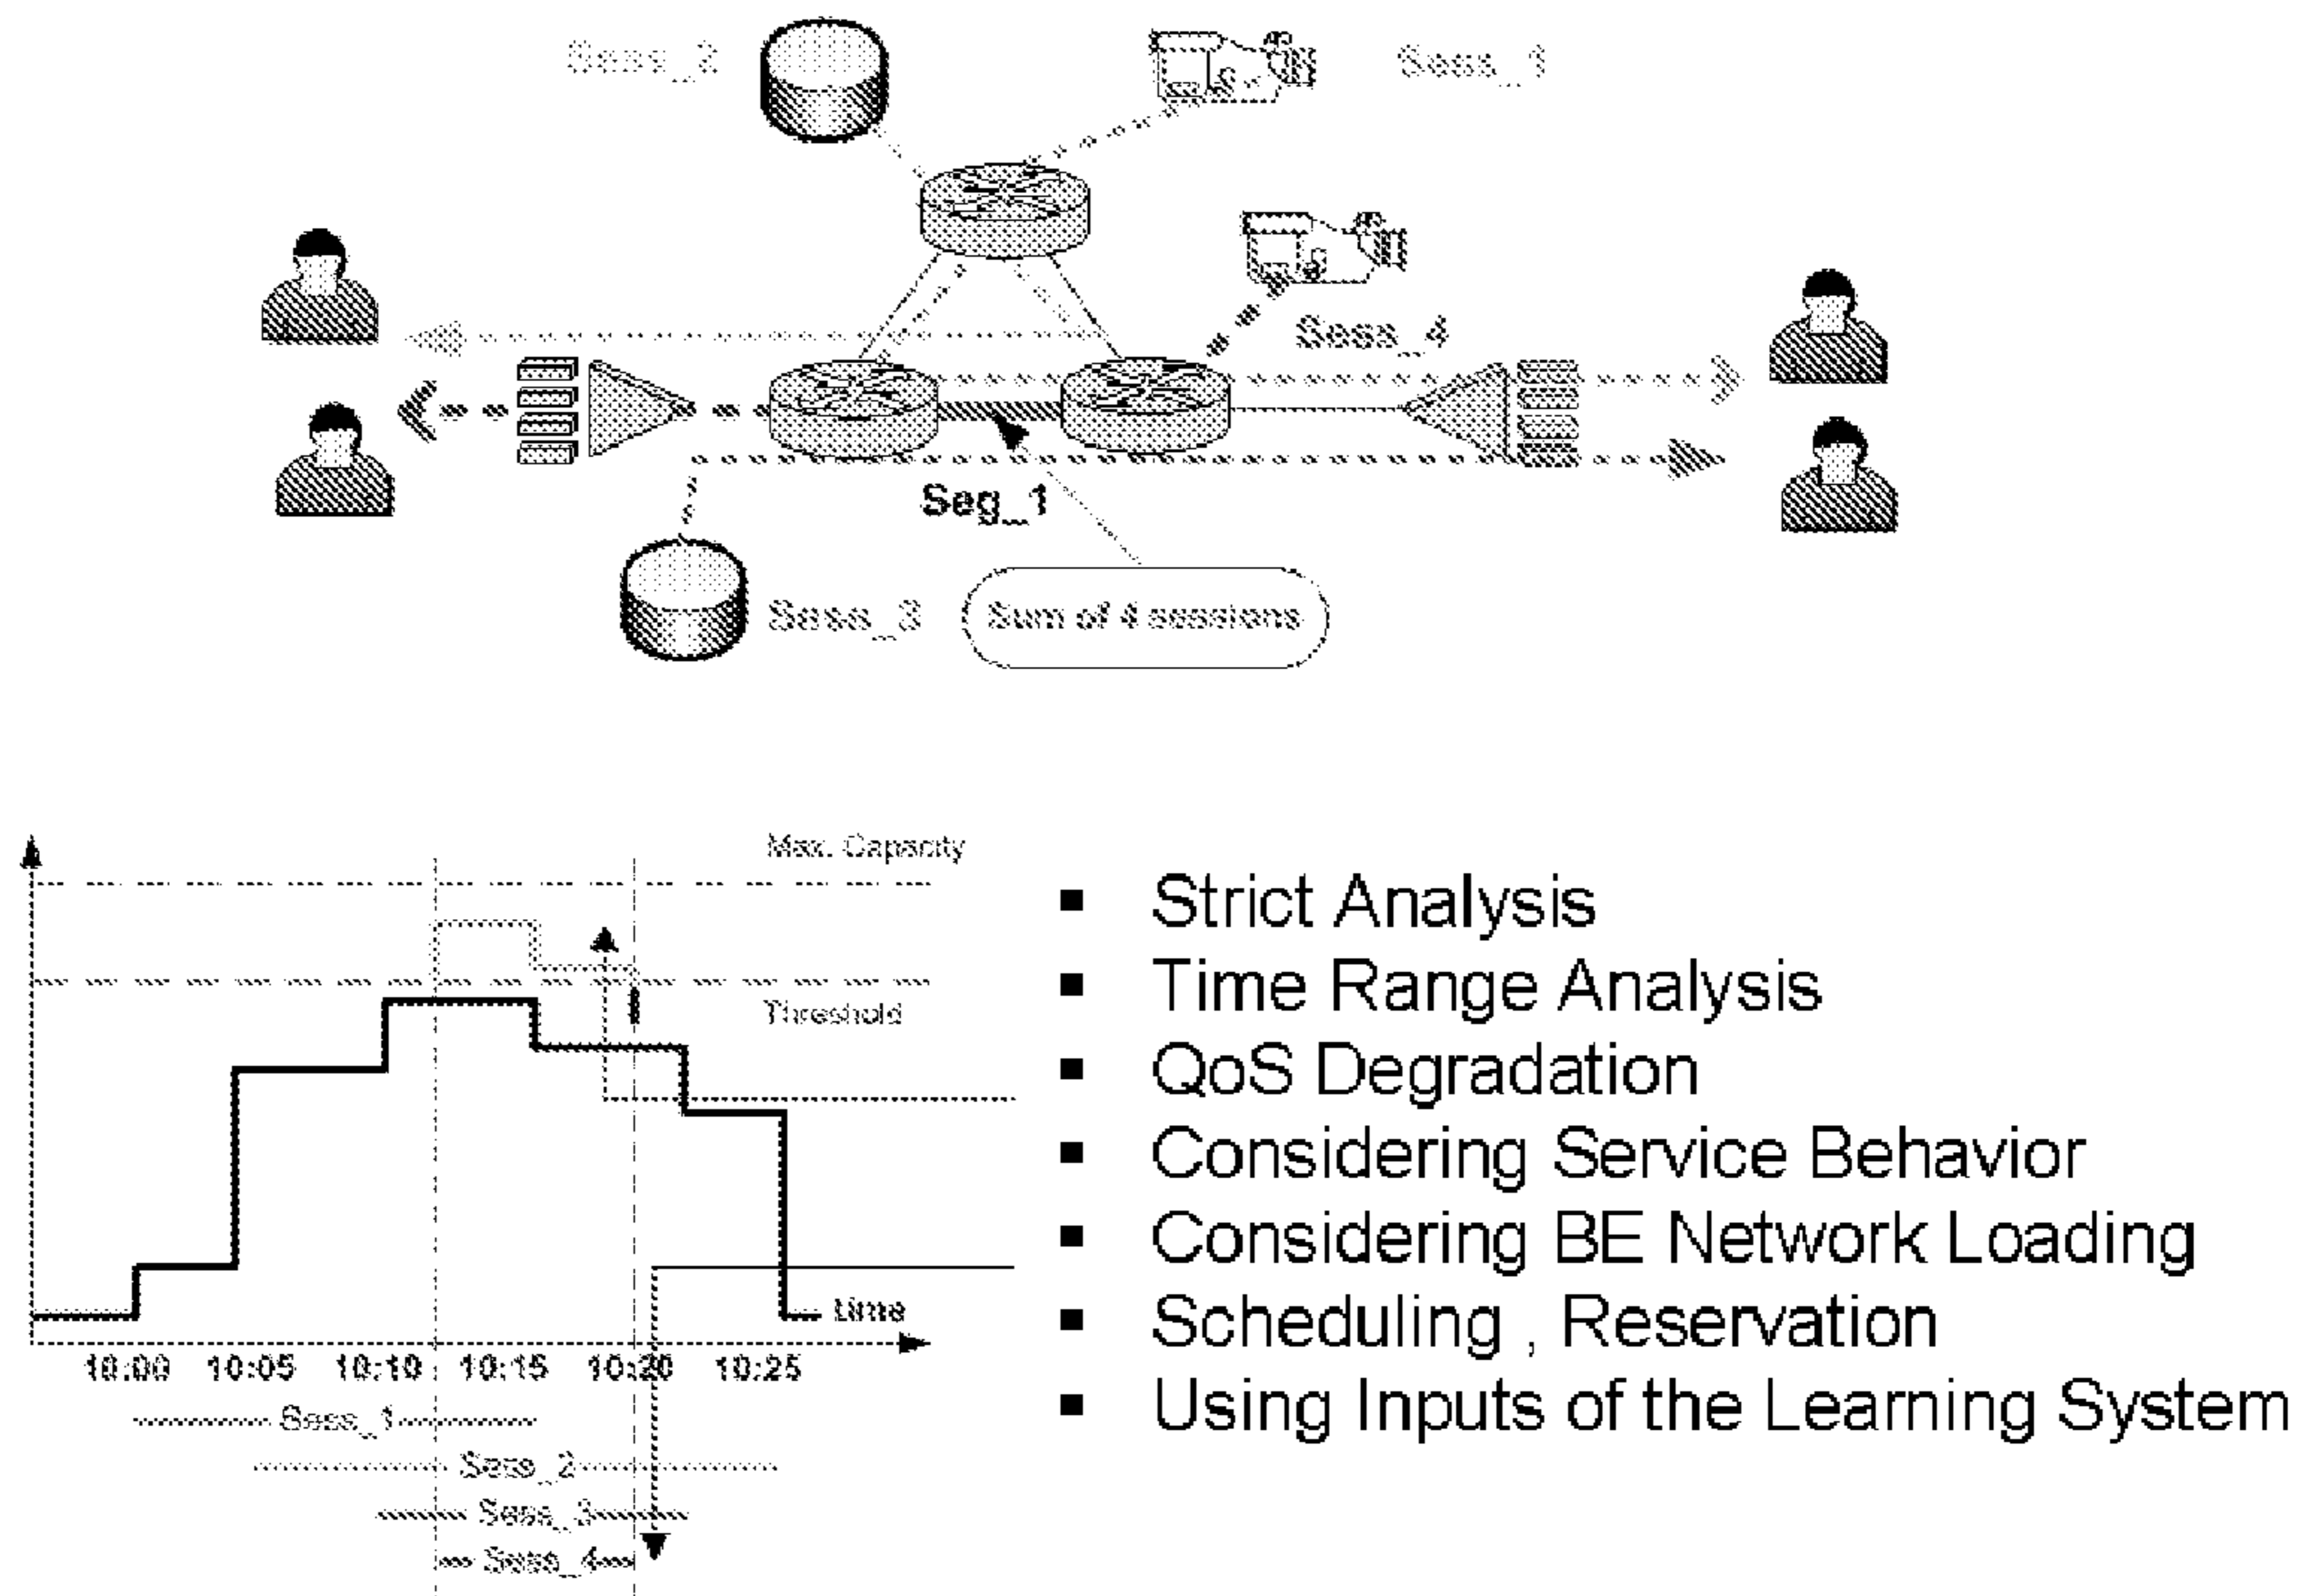 Sess_2
Sess_1
Sess_4
Seg_1
Sess_3
Sum of 4 sessions
Max. Capacity
Threshold
time
10:00 10:05 10:10 10:15 10:20 10:25
Sess_1
Sess_2
Sess_3
Sess_4
▪ Strict Analysis
▪ Time Range Analysis
▪ QoS Degradation
▪ Considering Service Behavior
▪ Considering BE Network Loading
▪ Scheduling , Reservation
▪ Using Inputs of the Learning System